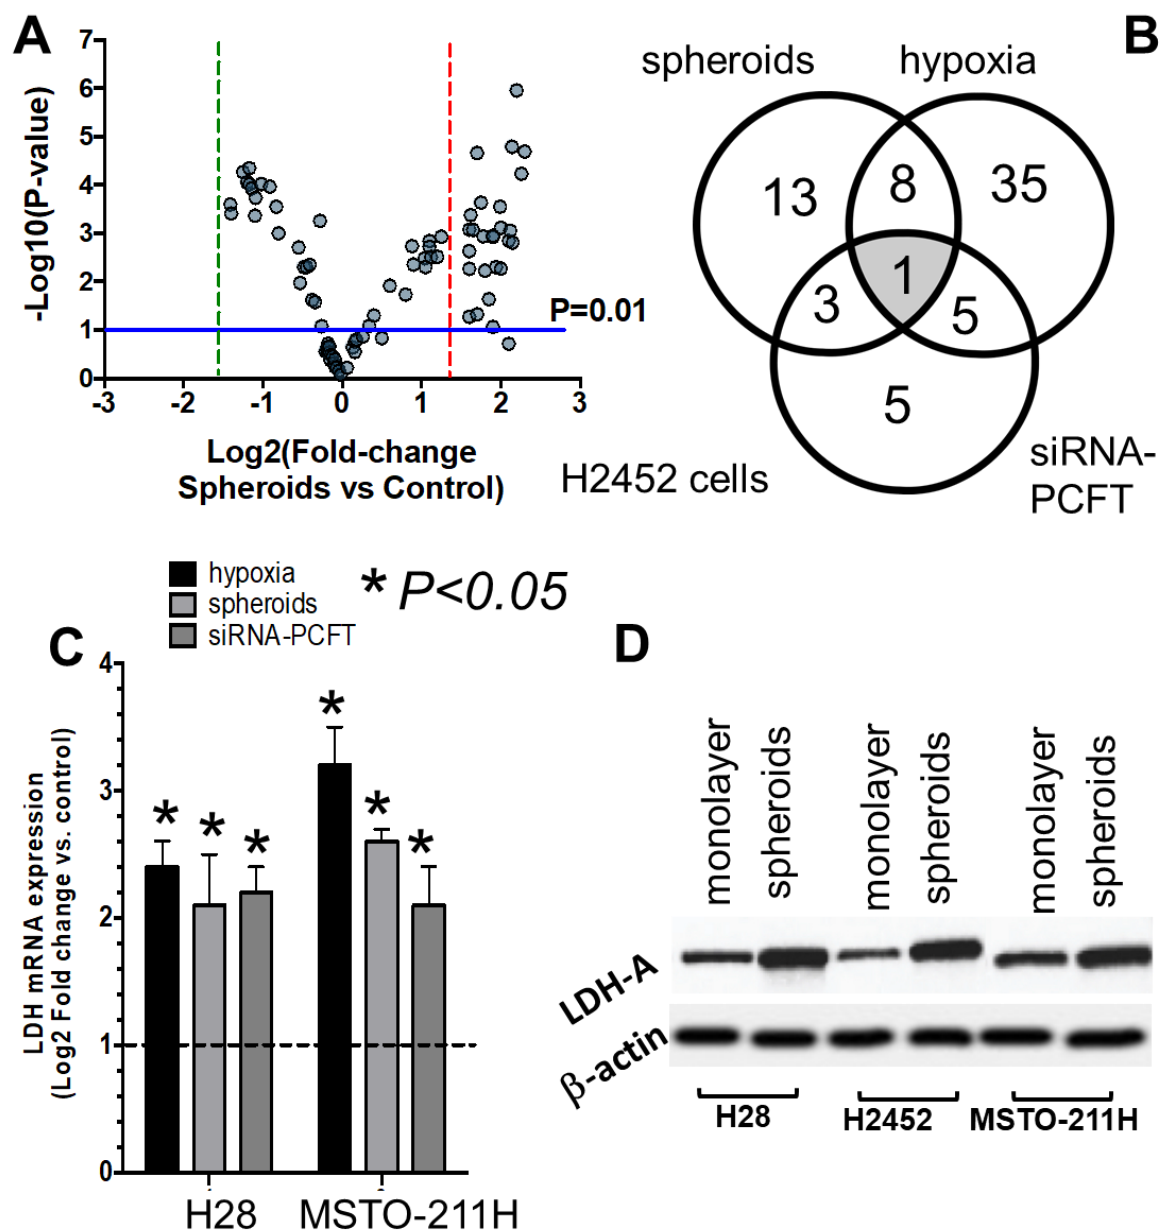 A
7
6
5
4
3
2
1
0
-Log10(P-value)
P=0.01
-3 -2 -1 0 1 2 3
Log2(Fold-change
Spheroids vs Control)
B
spheroids hypoxia
13 8 35
3 1 5
5
siRNA-
PCFT
H2452 cells
C
hypoxia
spheroids
siRNA-PCFT
* P<0.05
4
3
2
1
0
LDH mRNA expression
(Log2 Fold change vs. control)
* * * * * *
H28 MSTO-211H
D
monolayer spheroids monolayer spheroids monolayer spheroids
LDH-A
β-actin
H28 H2452 MSTO-211H